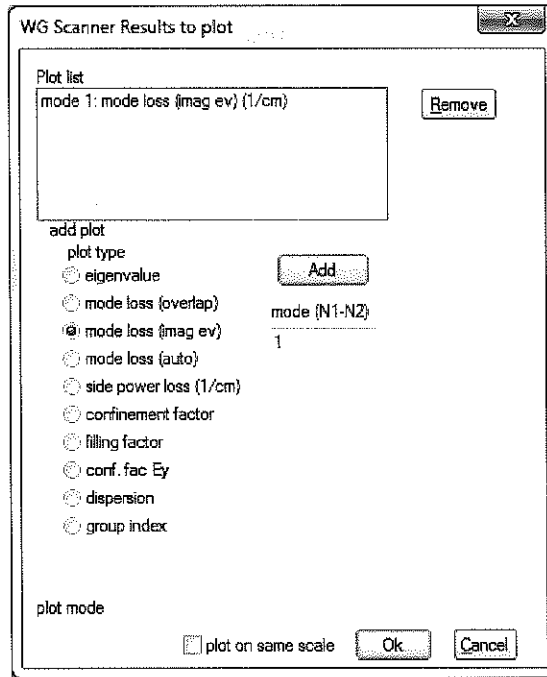 WG Scanner Results to plot
Plot list
mode 1: mode loss (imag ev) (1/cm)
Remove
add plot
plot type
eigenvalue
Add
mode loss (overlap)
mode (N1-N2)
mode loss (imag ev)
1
mode loss (auto)
side power loss (1/cm)
confinement factor
filling factor
conf. fac Ey
dispersion
group index
plot mode
plot on same scale
Ok
Cancel